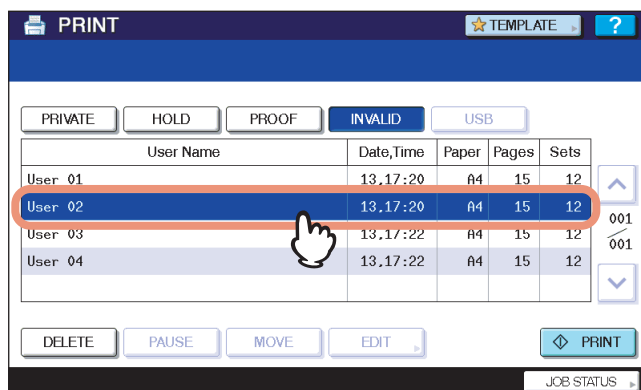 PRINT
TEMPLATE
?
PRIVATE HOLD PROOF INVALID USB
User Name Date,Time Paper Pages Sets
User 01 13,17:20 A4 15 12
User 02 13,17:20 A4 15 12
User 03 13,17:22 A4 15 12
User 04 13,17:22 A4 15 12
001
001
DELETE PAUSE MOVE EDIT PRINT
JOB STATUS